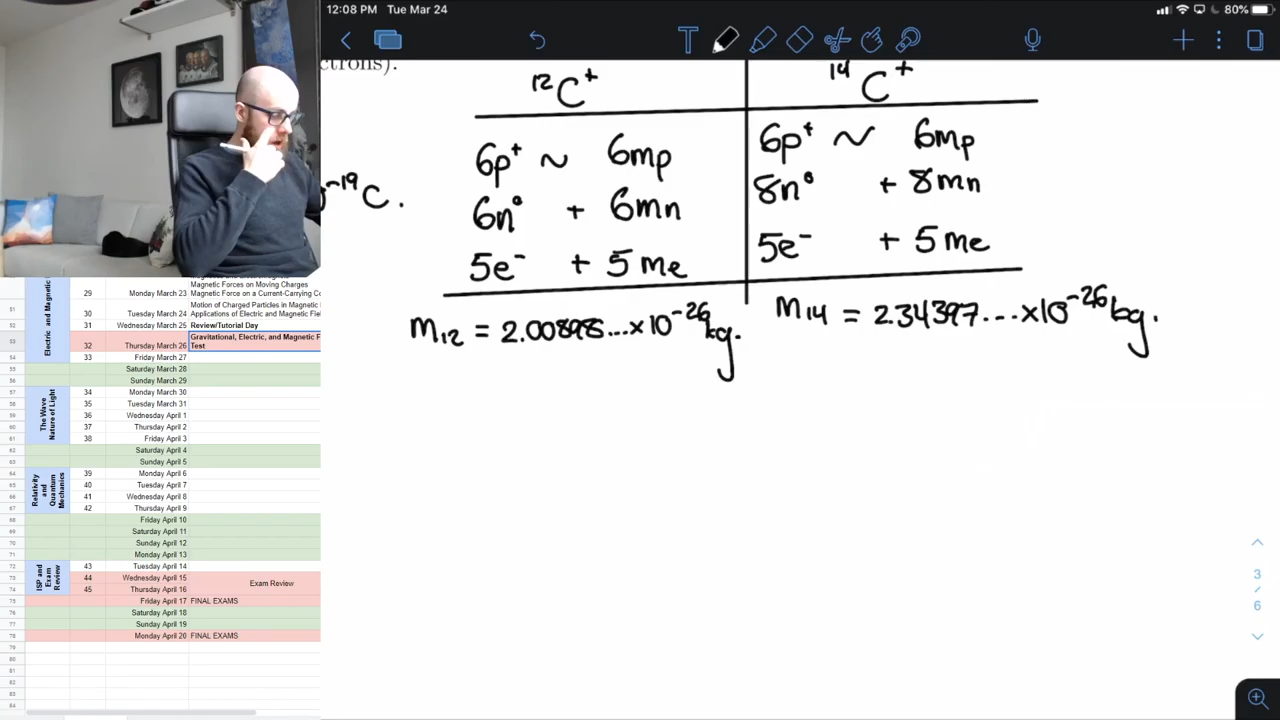 12:08 PM Tue Mar 24
80%
T
ctrons).
¹²C⁺
¹⁴C⁺
6p⁺ ~ 6mp
6n⁰ + 6mn
5e⁻ + 5me
6p⁺ ~ 6mp
8n⁰ + 8mn
5e⁻ + 5me
⁻¹⁹C.
m₁₂ = 2.00898...×10⁻²⁶kg.
m₁₄ = 2.34397...×10⁻²⁶kg.
3
6
Electric and Magnetic
Magnetic Forces on Moving Charges
29 Monday March 23 Magnetic Force on a Current-Carrying Co
Motion of Charged Particles in Magnetic
30 Tuesday March 24 Applications of Electric and Magnetic Fiel
31 Wednesday March 25 Review/Tutorial Day
Gravitational, Electric, and Magnetic F
32 Thursday March 26 Test
33 Friday March 27
Saturday March 28
Sunday March 29
The Wave Nature of Light
34 Monday March 30
35 Tuesday March 31
36 Wednesday April 1
37 Thursday April 2
38 Friday April 3
Saturday April 4
Sunday April 5
Relativity and Quantum Mechanics
39 Monday April 6
40 Tuesday April 7
41 Wednesday April 8
42 Thursday April 9
Friday April 10
Saturday April 11
Sunday April 12
Monday April 13
ISP and Exam Review
43 Tuesday April 14
44 Wednesday April 15 Exam Review
45 Thursday April 16
Friday April 17 FINAL EXAMS
Saturday April 18
Sunday April 19
Monday April 20 FINAL EXAMS